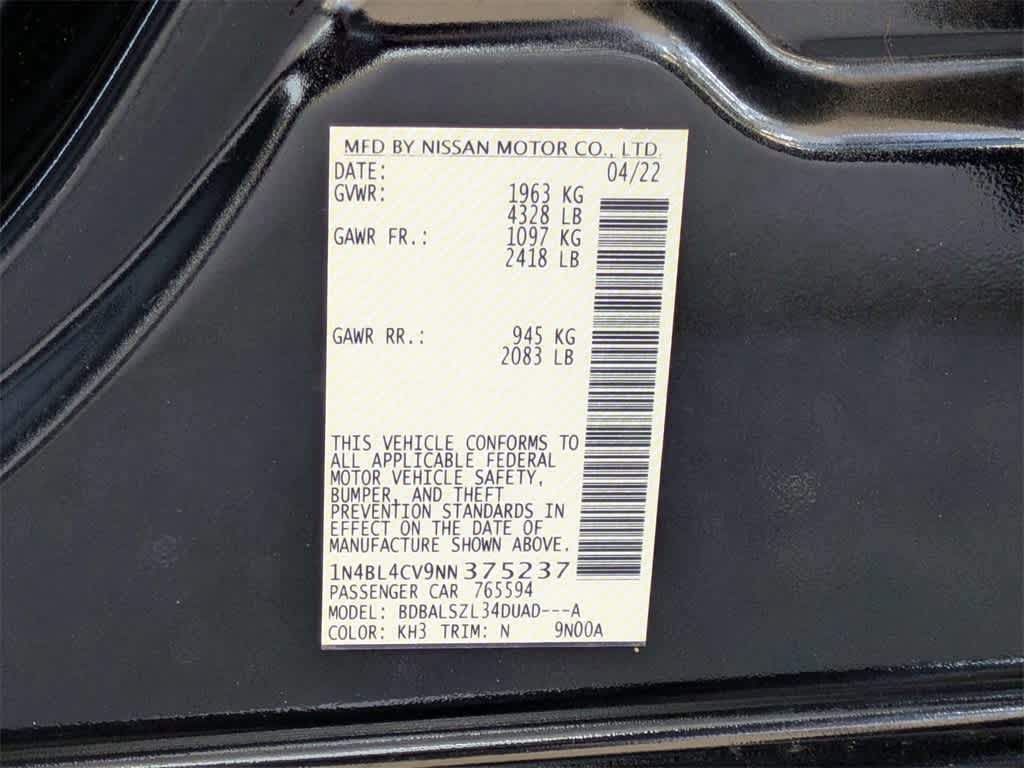 MFD BY NISSAN MOTOR CO., LTD.
DATE: 04/22
GVWR: 1963 KG
4328 LB
GAWR FR.: 1097 KG
2418 LB
GAWR RR.: 945 KG
2083 LB
THIS VEHICLE CONFORMS TO
ALL APPLICABLE FEDERAL
MOTOR VEHICLE SAFETY,
BUMPER, AND THEFT
PREVENTION STANDARDS IN
EFFECT ON THE DATE OF
MANUFACTURE SHOWN ABOVE.
1N4BL4CV9NN375237
PASSENGER CAR 765594
MODEL: BDBALSZL34DUAD---A
COLOR: KH3 TRIM: N 9N00A